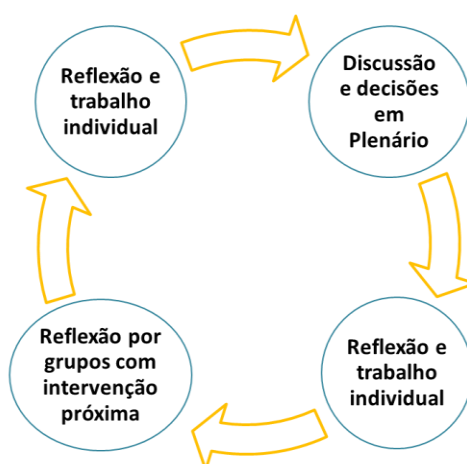 Reflexão e
trabalho
individual
Discussão
e decisões
em
Plenário
Reflexão por
grupos com
intervenção
próxima
Reflexão e
trabalho
individual